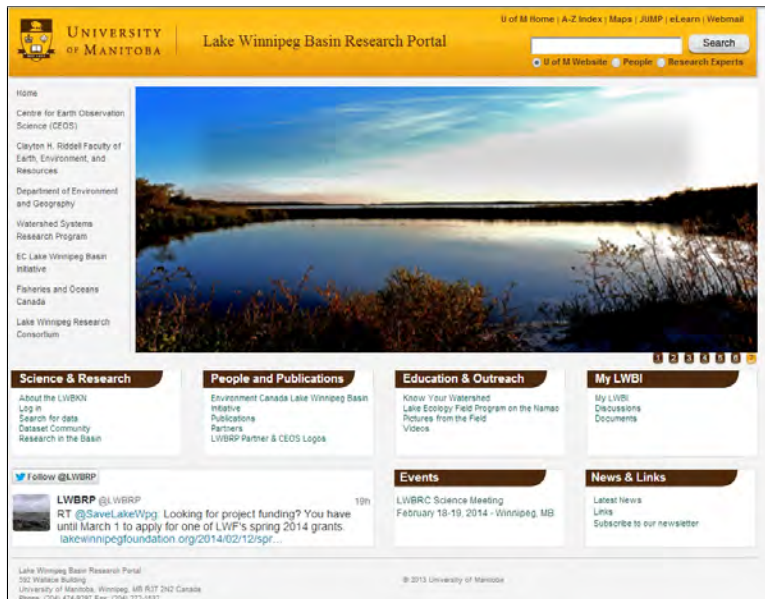 U of M Home | A-Z Index | Maps | JUMP | eLearn | Webmail
UNIVERSITY
OF MANITOBA
Lake Winnipeg Basin Research Portal
Search
U of M Website People Research Experts
Home
Centre for Earth Observation
Science (CEOS)
Clayton H. Riddell Faculty of
Earth, Environment, and
Resources
Department of Environment
and Geography
Watershed Systems
Research Program
EC Lake Winnipeg Basin
Initiative
Fisheries and Oceans
Canada
Lake Winnipeg Research
Consortium
1 2 3 4 5 6 7
Science & Research
About the LWBKN
Log in
Search for data
Dataset Community
Research in the Basin
People and Publications
Environment Canada Lake Winnipeg Basin
Initiative
Publications
Partners
LWBRP Partner & CEOS Logos
Education & Outreach
Know Your Watershed
Lake Ecology Field Program on the Namao
Pictures from the Field
Videos
My LWBI
My LWBI
Discussions
Documents
Follow @LWBRP
LWBRP @LWBRP 19h
RT @SaveLakeWpg: Looking for project funding? You have
until March 1 to apply for one of LWF's spring 2014 grants.
lakewinnipegfoundation.org/2014/02/12/spr...
Events
LWBRC Science Meeting
February 18-19, 2014 - Winnipeg, MB
News & Links
Latest News
Links
Subscribe to our newsletter
Lake Winnipeg Basin Research Portal
592 Wallace Building
University of Manitoba, Winnipeg, MB R3T 2N2 Canada
© 2013 University of Manitoba